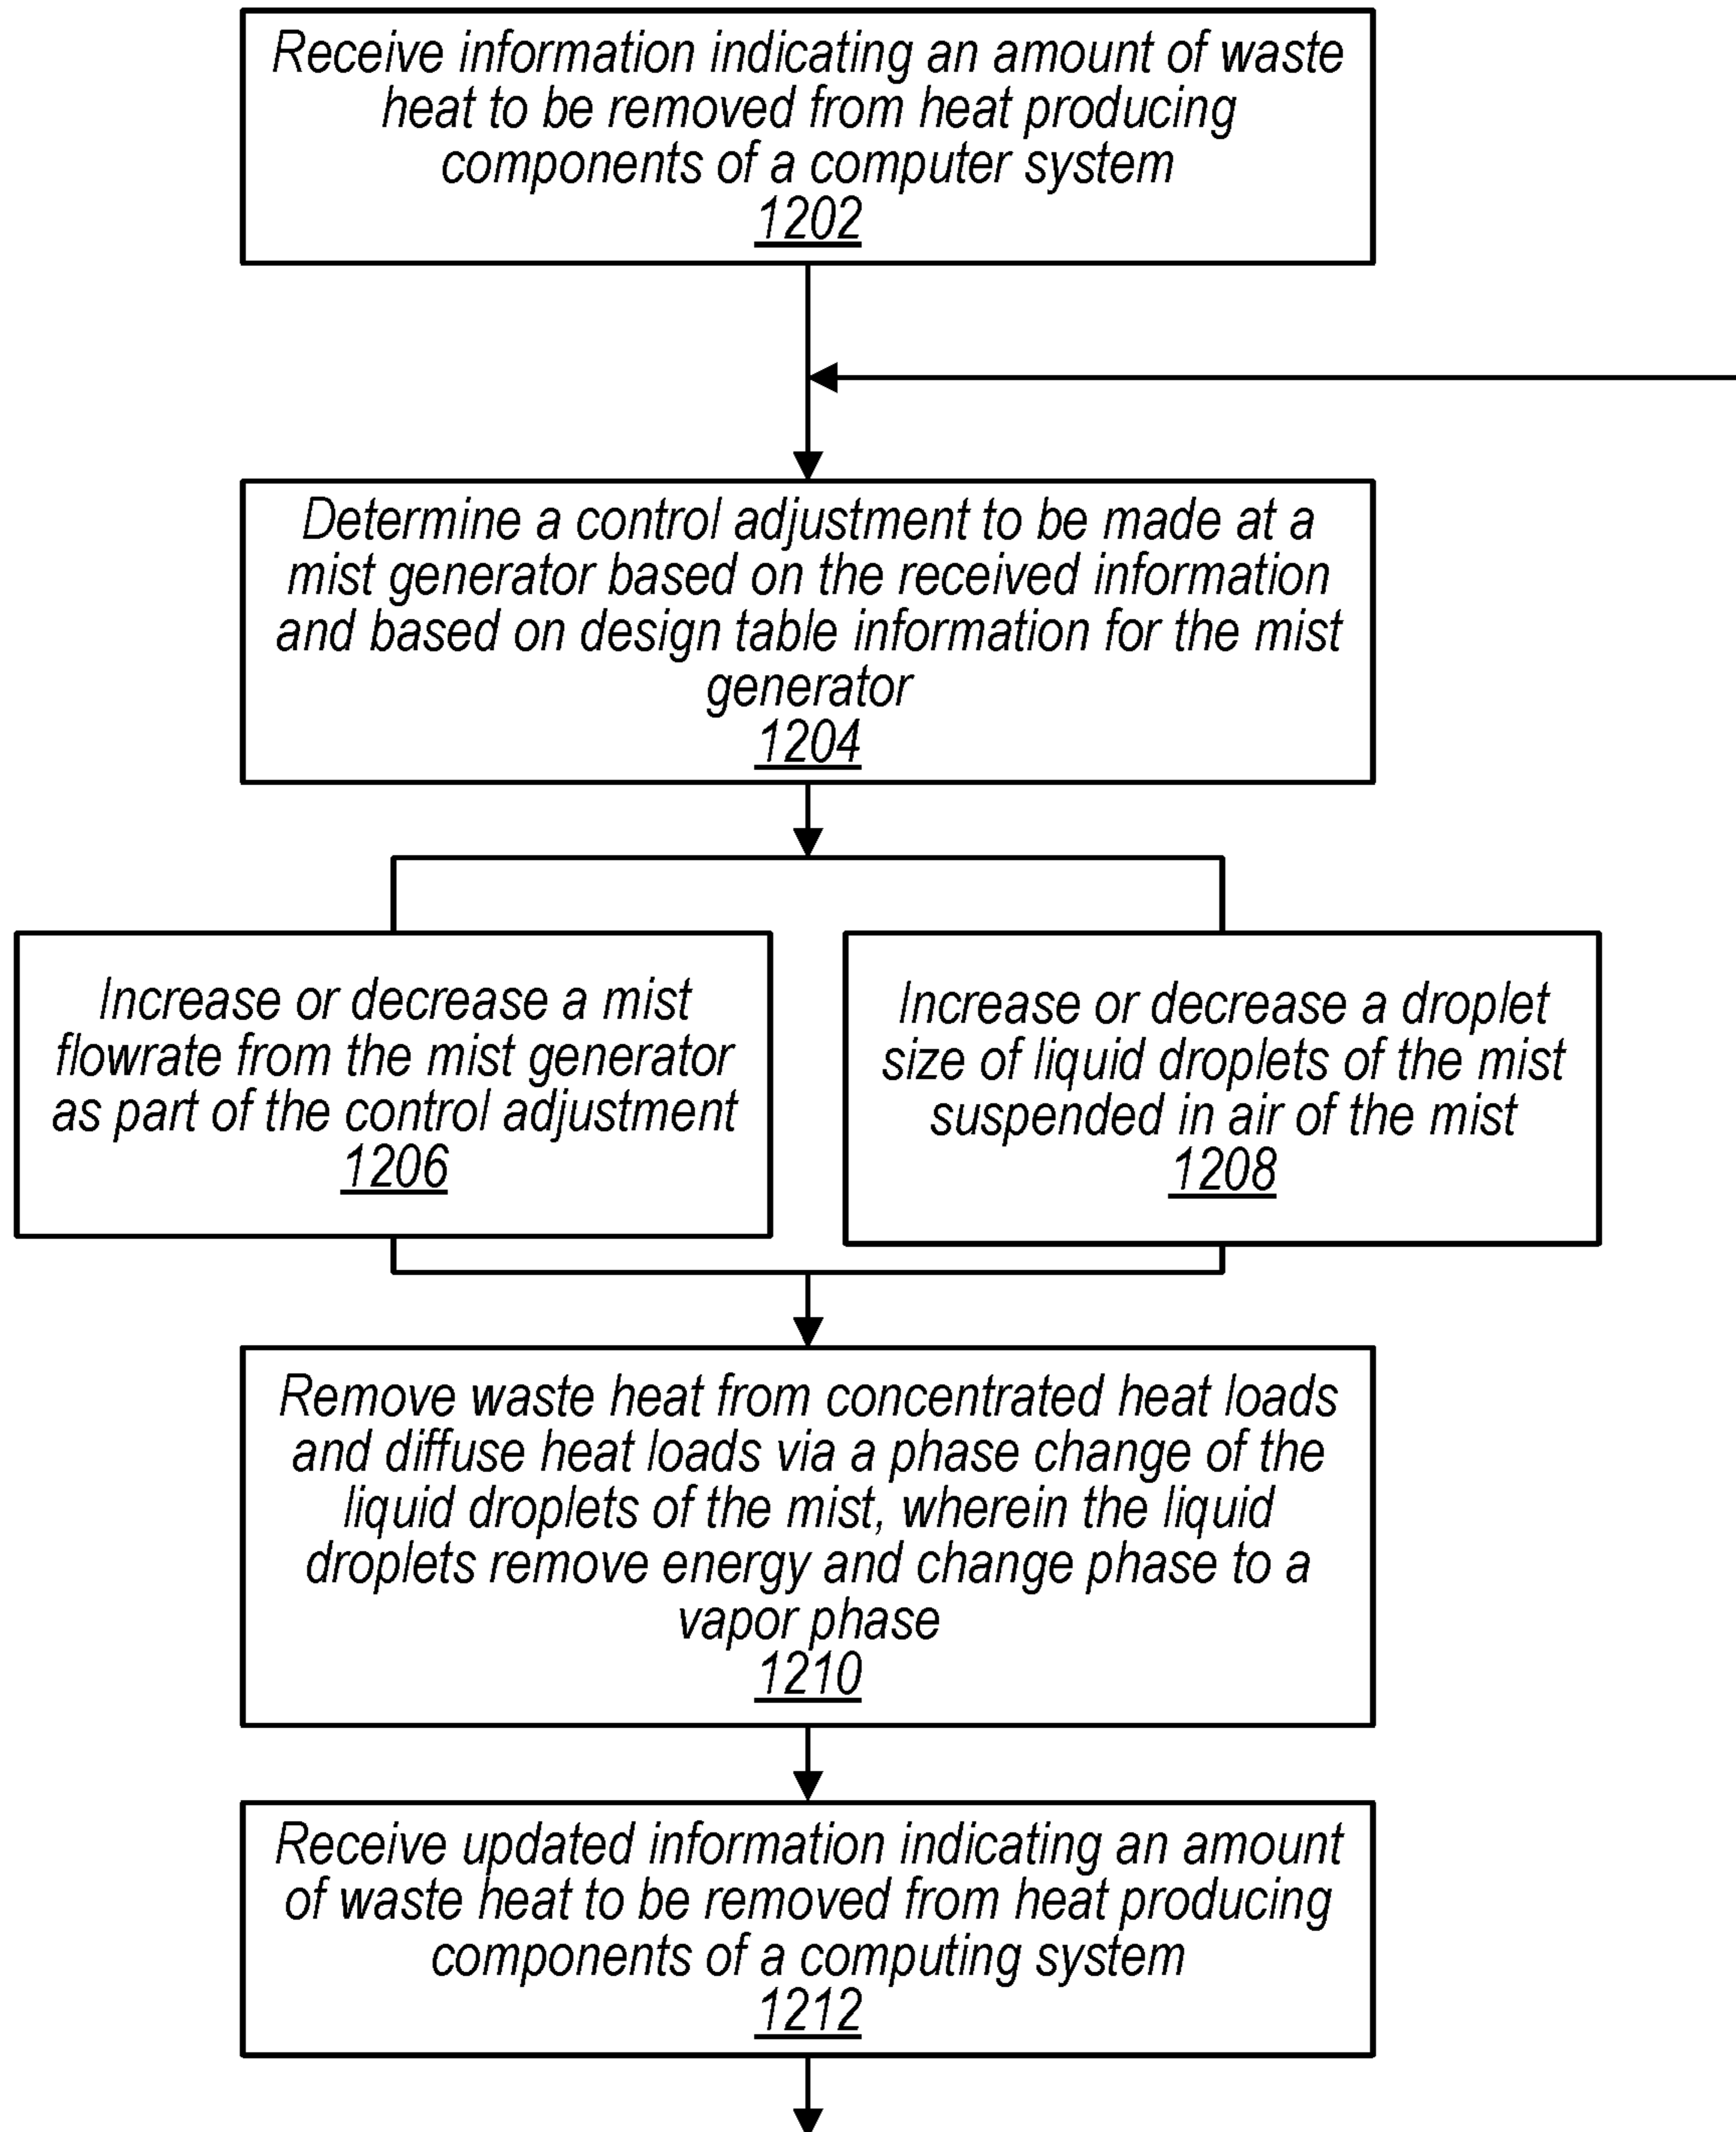 Receive information indicating an amount of waste
heat to be removed from heat producing
components of a computer system
1202
Determine a control adjustment to be made at a
mist generator based on the received information
and based on design table information for the mist
generator
1204
Increase or decrease a mist
flowrate from the mist generator
as part of the control adjustment
1206
Increase or decrease a droplet
size of liquid droplets of the mist
suspended in air of the mist
1208
Remove waste heat from concentrated heat loads
and diffuse heat loads via a phase change of the
liquid droplets of the mist, wherein the liquid
droplets remove energy and change phase to a
vapor phase
1210
Receive updated information indicating an amount
of waste heat to be removed from heat producing
components of a computing system
1212